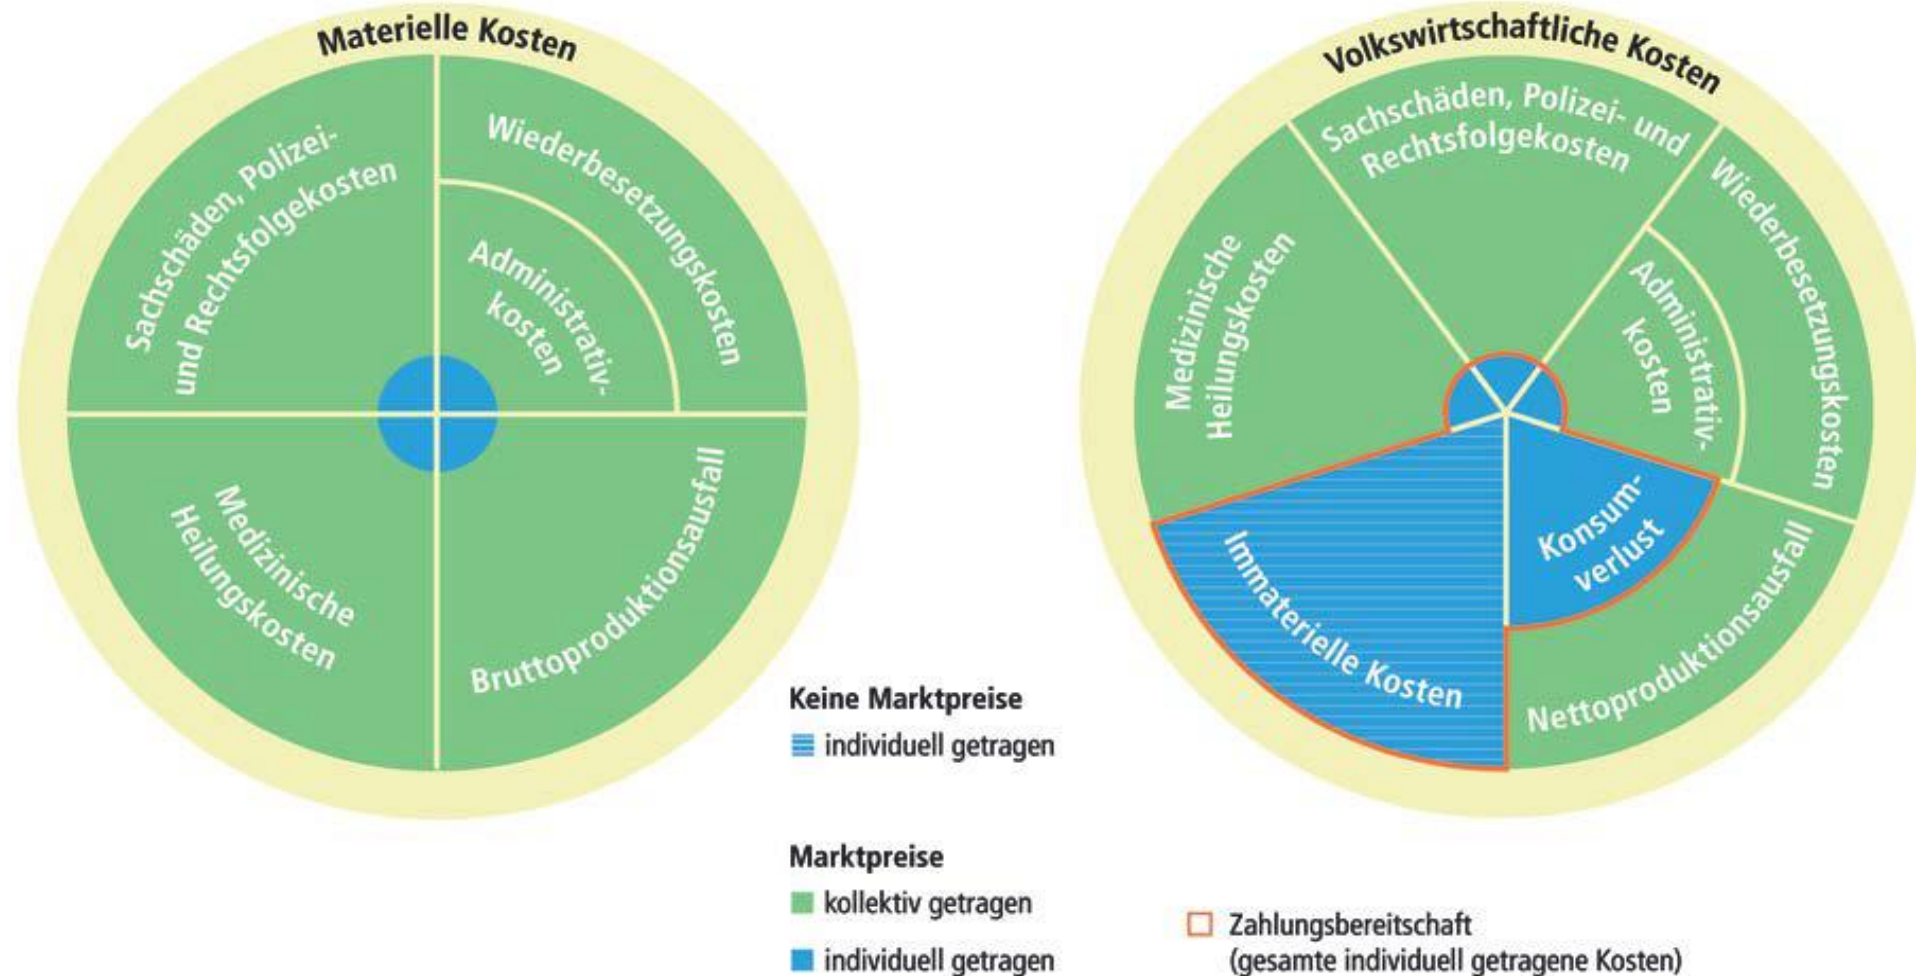 Materielle Kosten
Sachschäden, Polizei-
und Rechtsfolgekosten
Wiederbesetzungskosten
Administrativ-
kosten
Medizinische
Heilungskosten
Bruttoproduktionsausfall
Volkswirtschaftliche Kosten
Sachschäden, Polizei- und
Rechtsfolgekosten
Wiederbesetzungskosten
Administrativ-
kosten
Medizinische
Heilungskosten
Immaterielle Kosten
Konsum-
verlust
Nettoproduktionsausfall
Keine Marktpreise
individuell getragen
Marktpreise
kollektiv getragen
individuell getragen
Zahlungsbereitschaft
(gesamte individuell getragene Kosten)